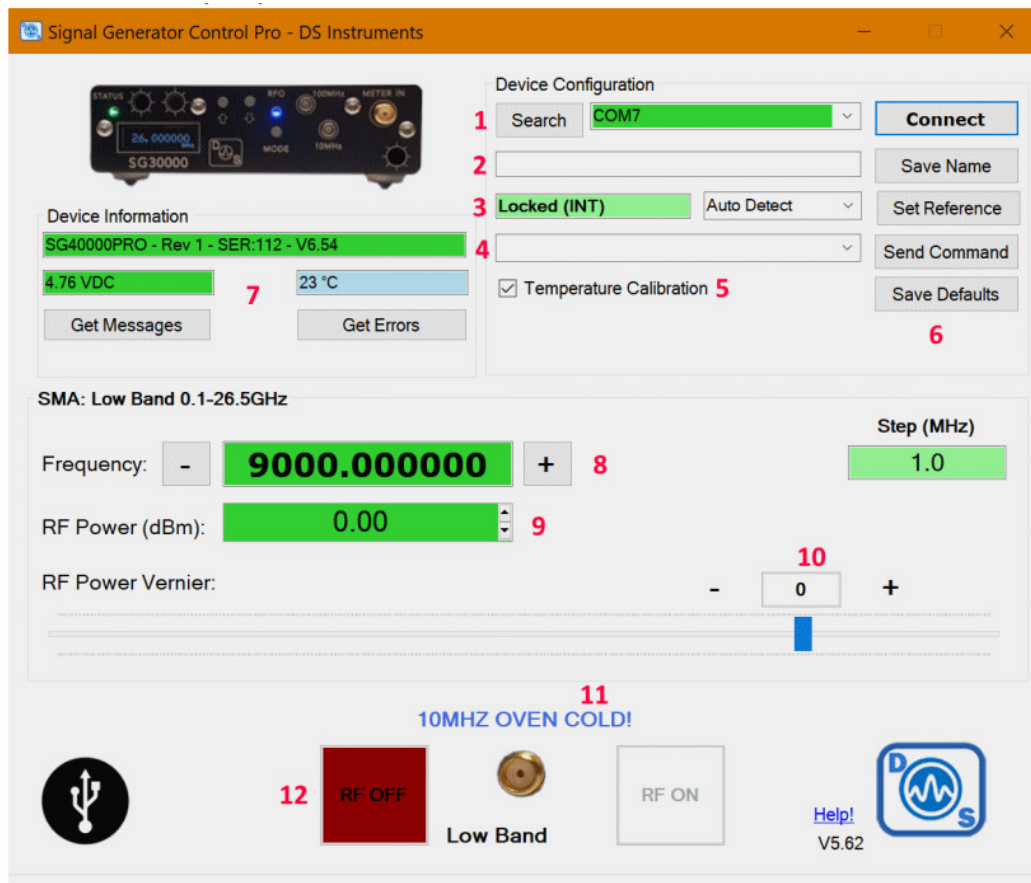 Signal Generator Control Pro - DS Instruments
STATUS
RFO
100MHz
METER IN
26.000000
MODE
10MHz
SG30000
D
S
Device Configuration
1
Search
COM7
Connect
2
Save Name
3
Locked (INT)
Auto Detect
Set Reference
4
Send Command
Temperature Calibration
5
Save Defaults
6
Device Information
SG40000PRO - Rev 1 - SER:112 - V6.54
4.76 VDC
7
23 °C
Get Messages
Get Errors
SMA: Low Band 0.1-26.5GHz
Step (MHz)
Frequency:
-
9000.000000
+
8
1.0
RF Power (dBm):
0.00
9
10
RF Power Vernier:
-
0
+
11
10MHZ OVEN COLD!
12
RF OFF
Low Band
RF ON
Help!
V5.62
D
S